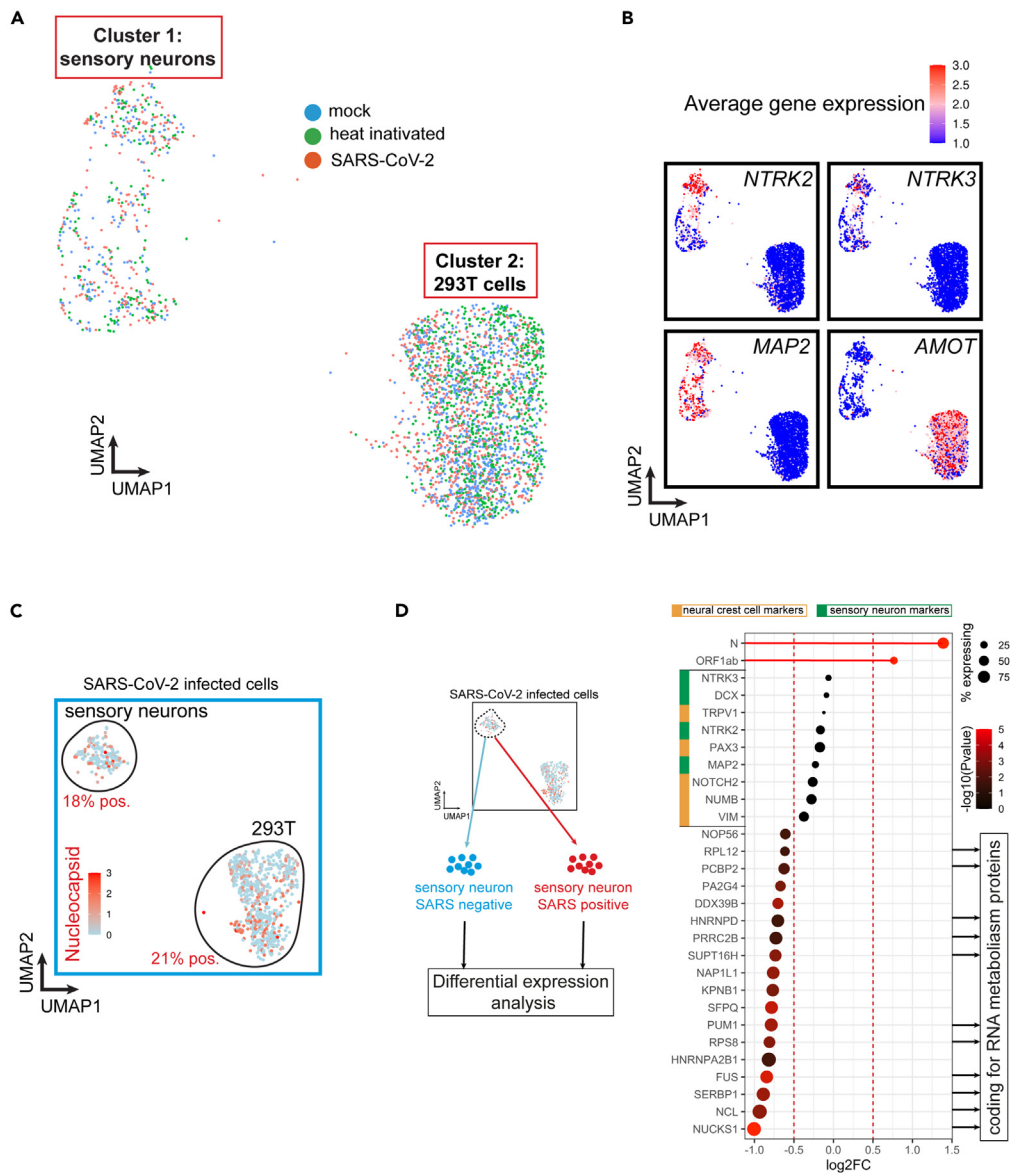 A
Cluster 1:
sensory neurons
mock
heat inativated
SARS-CoV-2
Cluster 2:
293T cells
UMAP2
UMAP1
B
Average gene expression
3.0
2.5
2.0
1.5
1.0
NTRK2
NTRK3
MAP2
AMOT
UMAP2
UMAP1
C
SARS-CoV-2 infected cells
sensory neurons
18% pos.
293T
Nucleocapsid
3
2
1
0
21% pos.
UMAP2
UMAP1
D
SARS-CoV-2 infected cells
UMAP2
UMAP1
sensory neuron
SARS negative
sensory neuron
SARS positive
Differential expression
analysis
neural crest cell markers
sensory neuron markers
N
ORF1ab
NTRK3
DCX
TRPV1
NTRK2
PAX3
MAP2
NOTCH2
NUMB
VIM
NOP56
RPL12
PCBP2
PA2G4
DDX39B
HNRNPD
PRRC2B
SUPT16H
NAP1L1
KPNB1
SFPQ
PUM1
RPS8
HNRNPA2B1
FUS
SERBP1
NCL
NUCKS1
-1.0
-0.5
0.0
0.5
1.0
1.5
log2FC
% expressing
25
50
75
-log10(Pvalue)
5
4
3
2
1
0
coding for RNA metaboliasm proteins